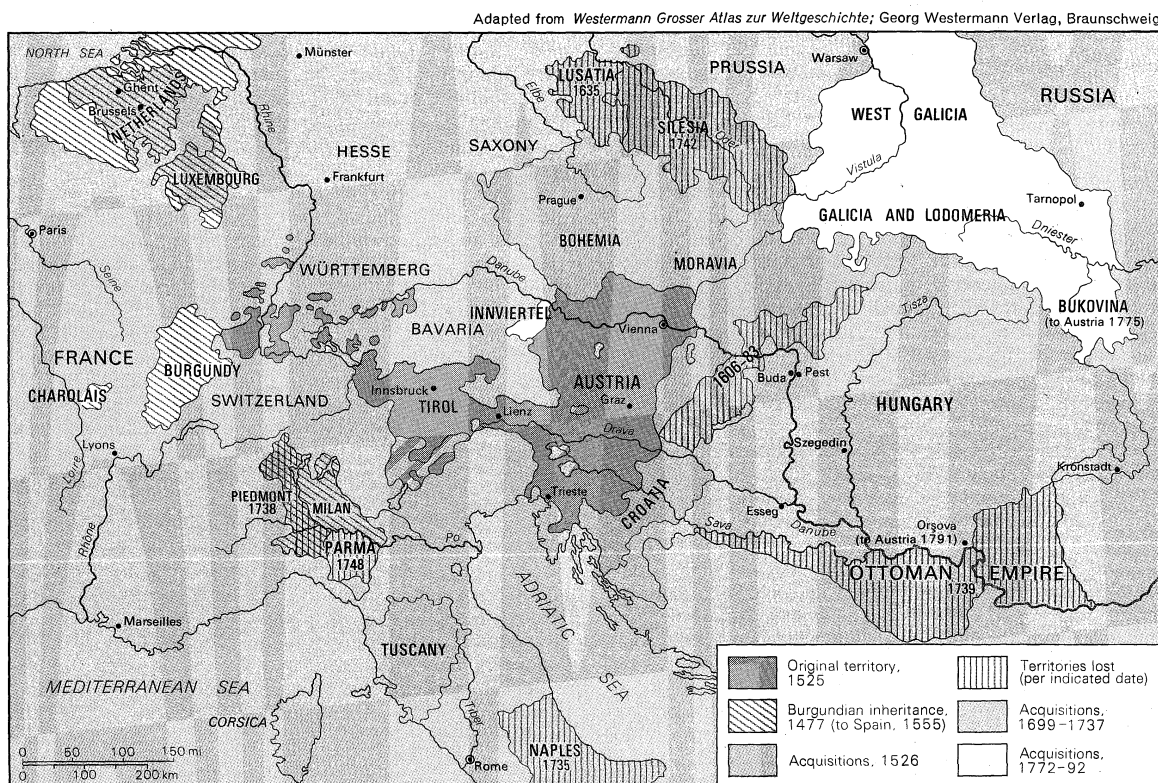 Adapted from Westermann Grosser Atlas zur Weltgeschichte; Georg Westermann Verlag, Braunschweig
NORTH SEA
Münster
Ghent
Brussels
NETHERLANDS
Rhine
LUXEMBOURG
HESSE
Frankfurt
Elbe
SAXONY
LUSATIA
1635
PRUSSIA
Warsaw
SILESIA
1742
Oder
WEST GALICIA
Vistula
RUSSIA
Tarnopol
GALICIA AND LODOMERIA
Dniester
Prague
BOHEMIA
MORAVIA
Paris
Seine
WÜRTTEMBERG
Danube
BAVARIA
INNVIERTEL
Vienna
Tisza
BUKOVINA
(to Austria 1775)
FRANCE
BURGUNDY
CHAROLAIS
SWITZERLAND
Innsbruck
TIROL
Lienz
AUSTRIA
Graz
Drave
1606–83
Buda
Pest
HUNGARY
Szegedin
Kronstadt
Lyons
Loire
Rhône
PIEDMONT
1738
MILAN
PARMA
1748
Po
Trieste
CROATIA
Esseg
Sava
Danube
Orşova
(to Austria 1791)
OTTOMAN EMPIRE
1739
ADRIATIC SEA
Marseilles
TUSCANY
MEDITERRANEAN SEA
CORSICA
Tiber
Rome
NAPLES
1735
0 50 100 150 mi
0 100 200 km
Original territory,
1525
Burgundian inheritance,
1477 (to Spain, 1555)
Acquisitions, 1526
Territories lost
(per indicated date)
Acquisitions,
1699–1737
Acquisitions,
1772–92